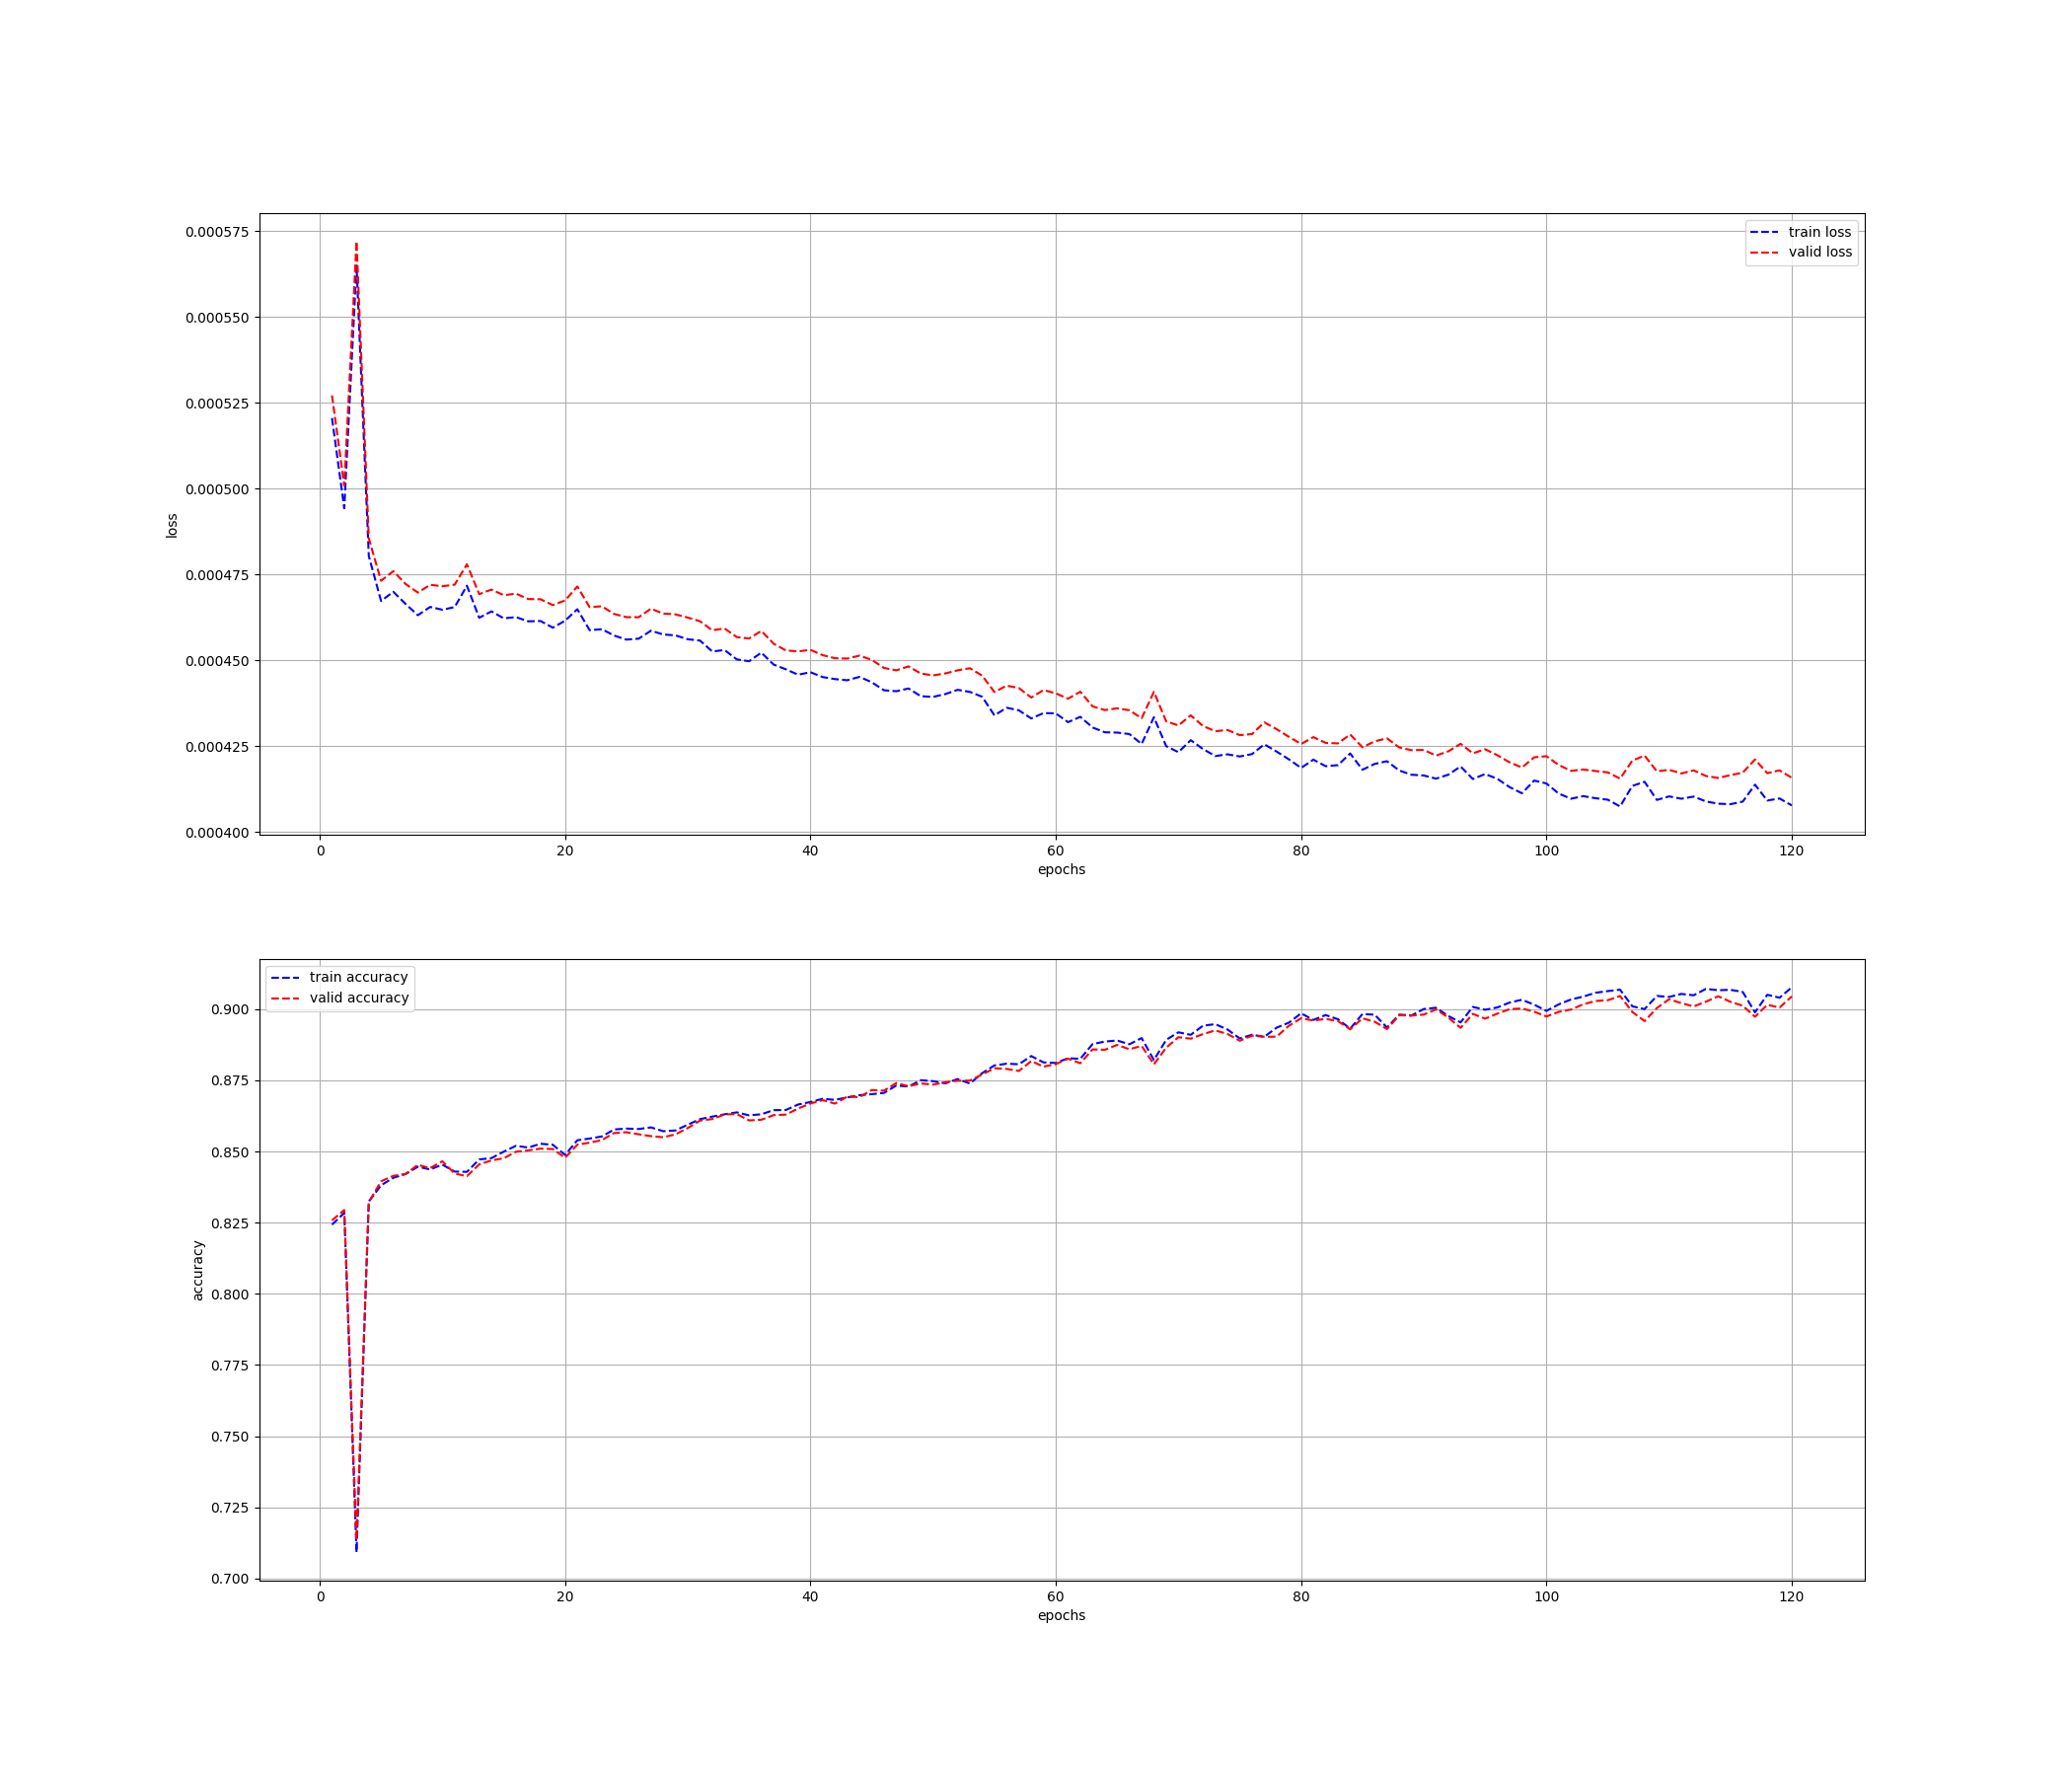 0.000575
0.000550
0.000525
0.000500
0.000475
0.000450
0.000425
0.000400
loss
train loss
valid loss
0 20 40 60 80 100 120
epochs
train accuracy
valid accuracy
0.900
0.875
0.850
0.825
0.800
0.775
0.750
0.725
0.700
accuracy
0 20 40 60 80 100 120
epochs